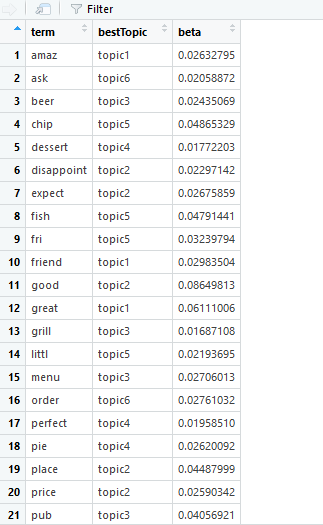 Filter
term bestTopic beta
1 amaz topic1 0.02632795
2 ask topic6 0.02058872
3 beer topic3 0.02435069
4 chip topic5 0.04865329
5 dessert topic4 0.01772203
6 disappoint topic2 0.02297142
7 expect topic2 0.02675859
8 fish topic5 0.04791441
9 fri topic5 0.03239794
10 friend topic1 0.02983504
11 good topic2 0.08649813
12 great topic1 0.06111006
13 grill topic3 0.01687108
14 littl topic5 0.02193695
15 menu topic3 0.02706013
16 order topic6 0.02761032
17 perfect topic4 0.01958510
18 pie topic4 0.02620092
19 place topic2 0.04487999
20 price topic2 0.02590342
21 pub topic3 0.04056921